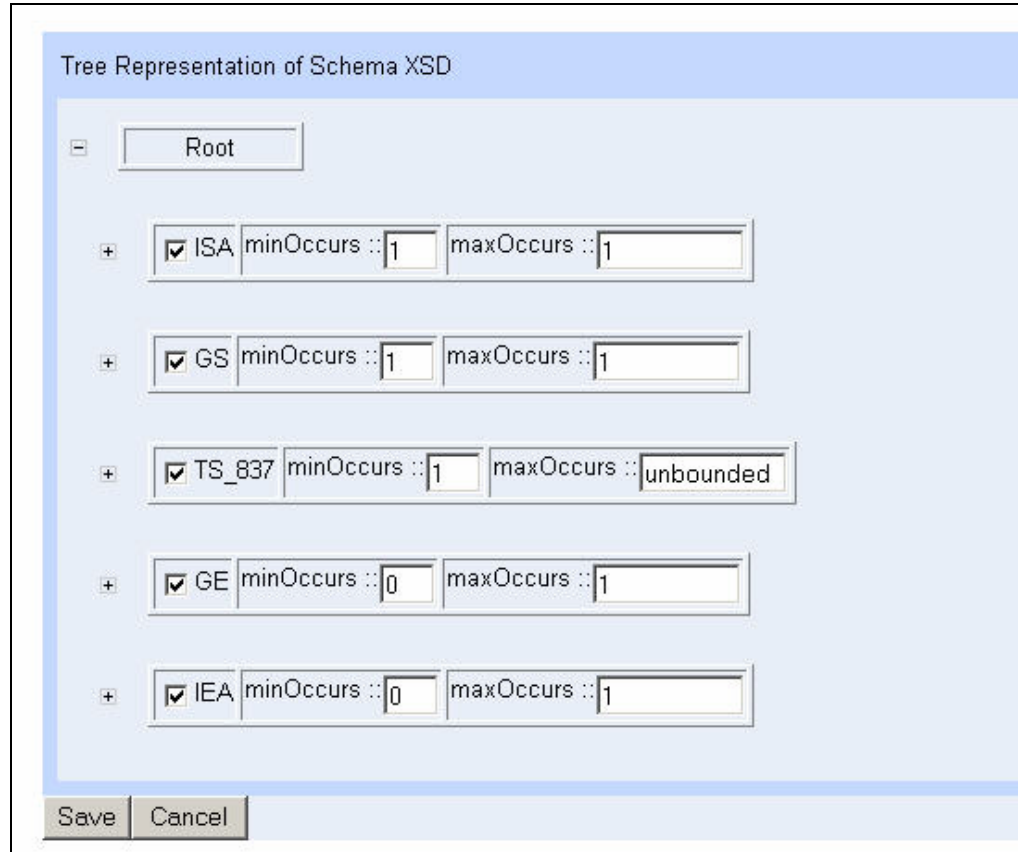 Tree Representation of Schema XSD
Root
ISA minOccurs :: 1 maxOccurs :: 1
GS minOccurs :: 1 maxOccurs :: 1
TS_837 minOccurs :: 1 maxOccurs :: unbounded
GE minOccurs :: 0 maxOccurs :: 1
IEA minOccurs :: 0 maxOccurs :: 1
Save Cancel